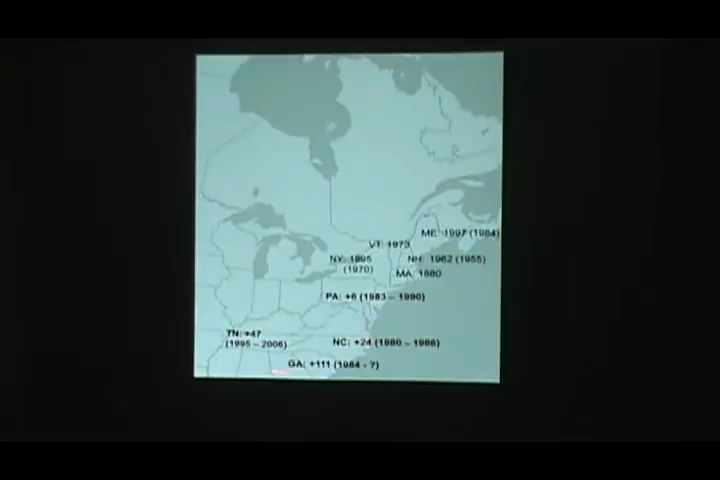 ME: 1997 (1984)
VT: 1973
NY: 1995
(1970)
NH: 1962 (1955)
MA: 1880
PA: +6 (1983 – 1990)
TN: +47
(1995 – 2006)
NC: +24 (1980 – 1986)
GA: +111 (1984 - ?)